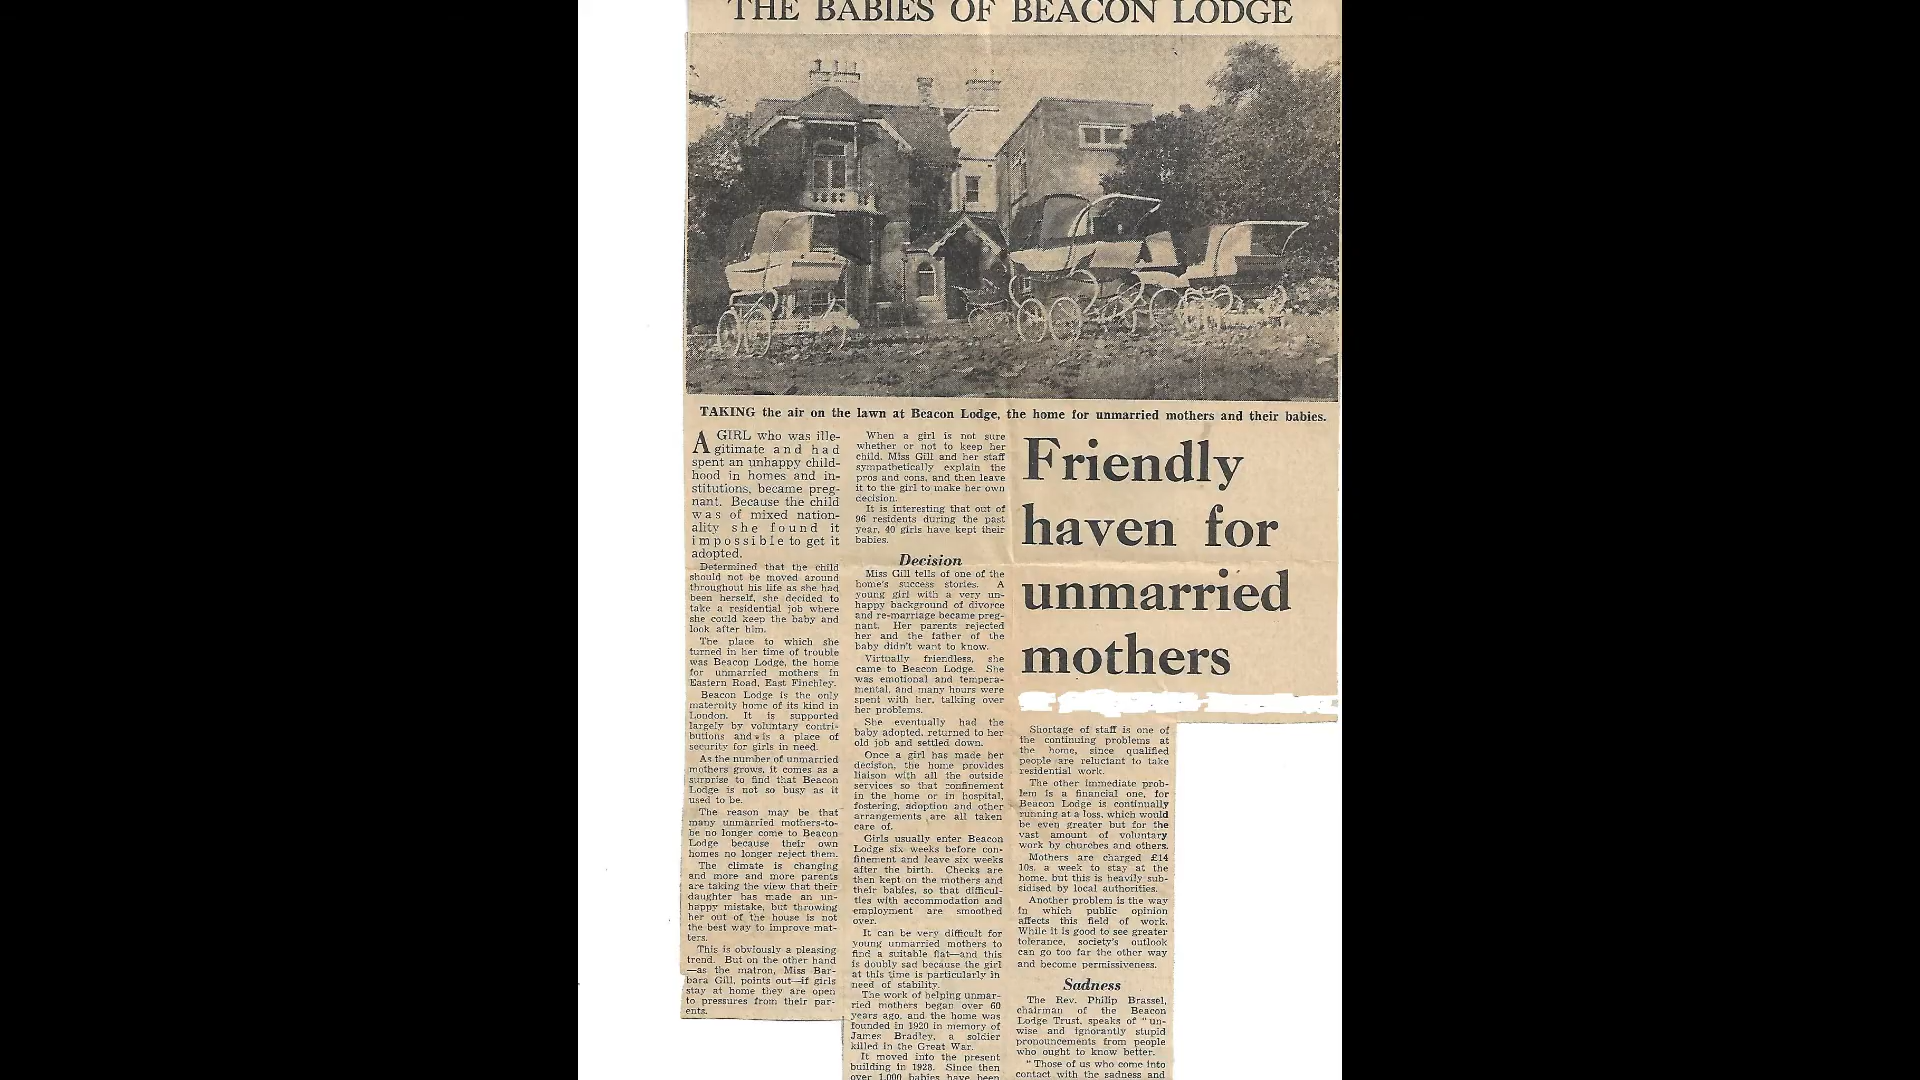 THE BABIES OF BEACON LODGE
TAKING the air on the lawn at Beacon Lodge, the home for unmarried mothers and their babies.
Friendly
haven for
unmarried
mothers
A GIRL who was ille-
gitimate and had
spent an unhappy child-
hood in homes and in-
stitutions, became preg-
nant. Because the child
was of mixed nation-
ality she found it
impossible to get it
adopted.
Determined that the child
should not be moved around
throughout his life as she had
been herself, she decided to
take a residential job where
she could keep the baby and
look after him.
The place to which she
turned in her time of trouble
was Beacon Lodge, the home
for unmarried mothers in
Eastern Road, East Finchley.
Beacon Lodge is the only
maternity home of its kind in
London. It is supported
largely by voluntary contri-
butions and is a place of
security for girls in need.
As the number of unmarried
mothers grows, it comes as a
surprise to find that Beacon
Lodge is not so busy as it
used to be.
The reason may be that
many unmarried mothers-to-
be no longer come to Beacon
Lodge because their own
homes no longer reject them.
The climate is changing
and more and more parents
are taking the view that their
daughter has made an un-
happy mistake, but throwing
her out of the house is not
the best way to improve mat-
ters.
This is obviously a pleasing
trend. But on the other hand
—as the matron, Miss Bar-
bara Gill, points out—if girls
stay at home they are open
to pressures from their par-
ents.
When a girl is not sure
whether or not to keep her
child, Miss Gill and her staff
sympathetically explain the
pros and cons, and then leave
it to the girl to make her own
decision.
It is interesting that out of
96 residents during the past
year, 40 girls have kept their
babies.
Decision
Miss Gill tells of one of the
home's success stories. A
young girl with a very un-
happy background of divorce
and re-marriage became preg-
nant. Her parents rejected
her and the father of the
baby didn't want to know.
Virtually friendless, she
came to Beacon Lodge. She
was emotional and tempera-
mental, and many hours were
spent with her, talking over
her problems.
She eventually had the
baby adopted, returned to her
old job and settled down.
Once a girl has made her
decision, the home provides
liaison with all the outside
services so that confinement
in the home or in hospital,
fostering, adoption and other
arrangements are all taken
care of.
Girls usually enter Beacon
Lodge six weeks before con-
finement and leave six weeks
after the birth. Checks are
then kept on the mothers and
their babies, so that difficul-
ties with accommodation and
employment are smoothed
over.
It can be very difficult for
young unmarried mothers to
find a suitable flat—and this
is doubly sad because the girl
at this time is particularly in
need of stability.
The work of helping unmar-
ried mothers began over 60
years ago, and the home was
founded in 1920 in memory of
James Bradley, a soldier
killed in the Great War.
It moved into the present
building in 1928. Since then
over 1,000 babies have been
Shortage of staff is one of
the continuing problems at
the home, since qualified
people are reluctant to take
residential work.
The other immediate prob-
lem is a financial one, for
Beacon Lodge is continually
running at a loss, which would
be even greater but for the
vast amount of voluntary
work by churches and others.
Mothers are charged £14
10s. a week to stay at the
home, but this is heavily sub-
sidised by local authorities.
Another problem is the way
in which public opinion
affects this field of work.
While it is good to see greater
tolerance, society's outlook
can go too far the other way
and become permissiveness.
Sadness
The Rev. Philip Brassel,
chairman of the Beacon
Lodge Trust, speaks of "un-
wise and ignorantly stupid
pronouncements from people
who ought to know better.
"Those of us who come into
contact with the sadness and